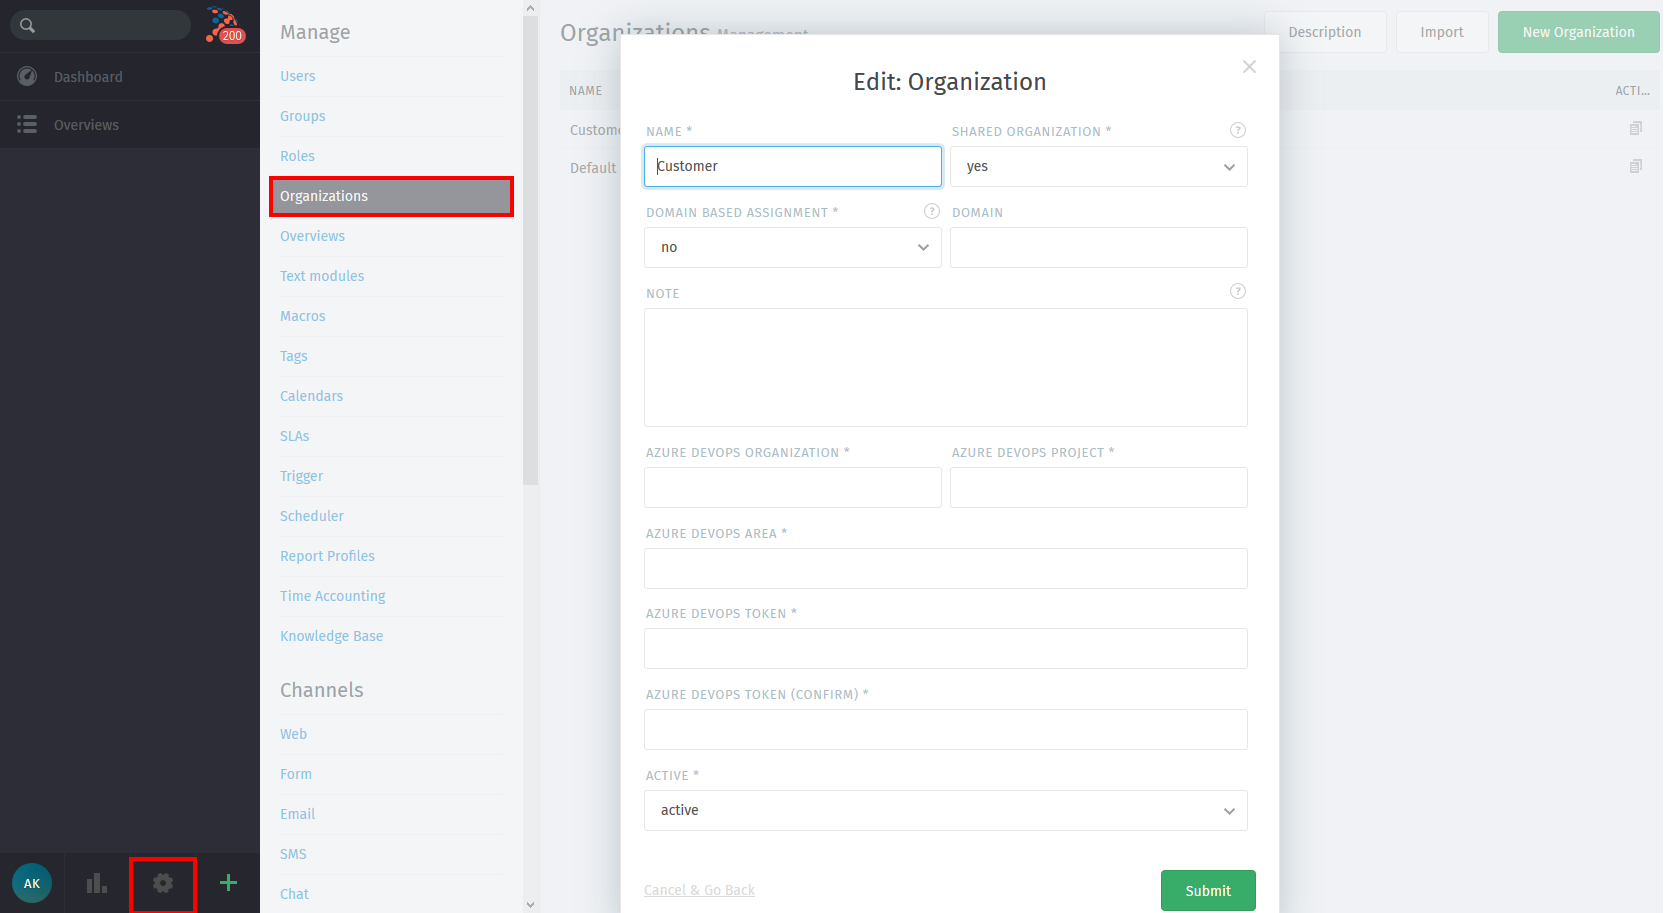 200
Dashboard
Overviews
AK
Manage
Users
Groups
Roles
Organizations
Overviews
Text modules
Macros
Tags
Calendars
SLAs
Trigger
Scheduler
Report Profiles
Time Accounting
Knowledge Base
Channels
Web
Form
Email
SMS
Chat
Organizations Management
Description
Import
New Organization
NAME
ACTI...
Custome
Default
Edit: Organization
NAME *
SHARED ORGANIZATION *
Customer
yes
DOMAIN BASED ASSIGNMENT *
DOMAIN
no
NOTE
AZURE DEVOPS ORGANIZATION *
AZURE DEVOPS PROJECT *
AZURE DEVOPS AREA *
AZURE DEVOPS TOKEN *
AZURE DEVOPS TOKEN (CONFIRM) *
ACTIVE *
active
Cancel & Go Back
Submit